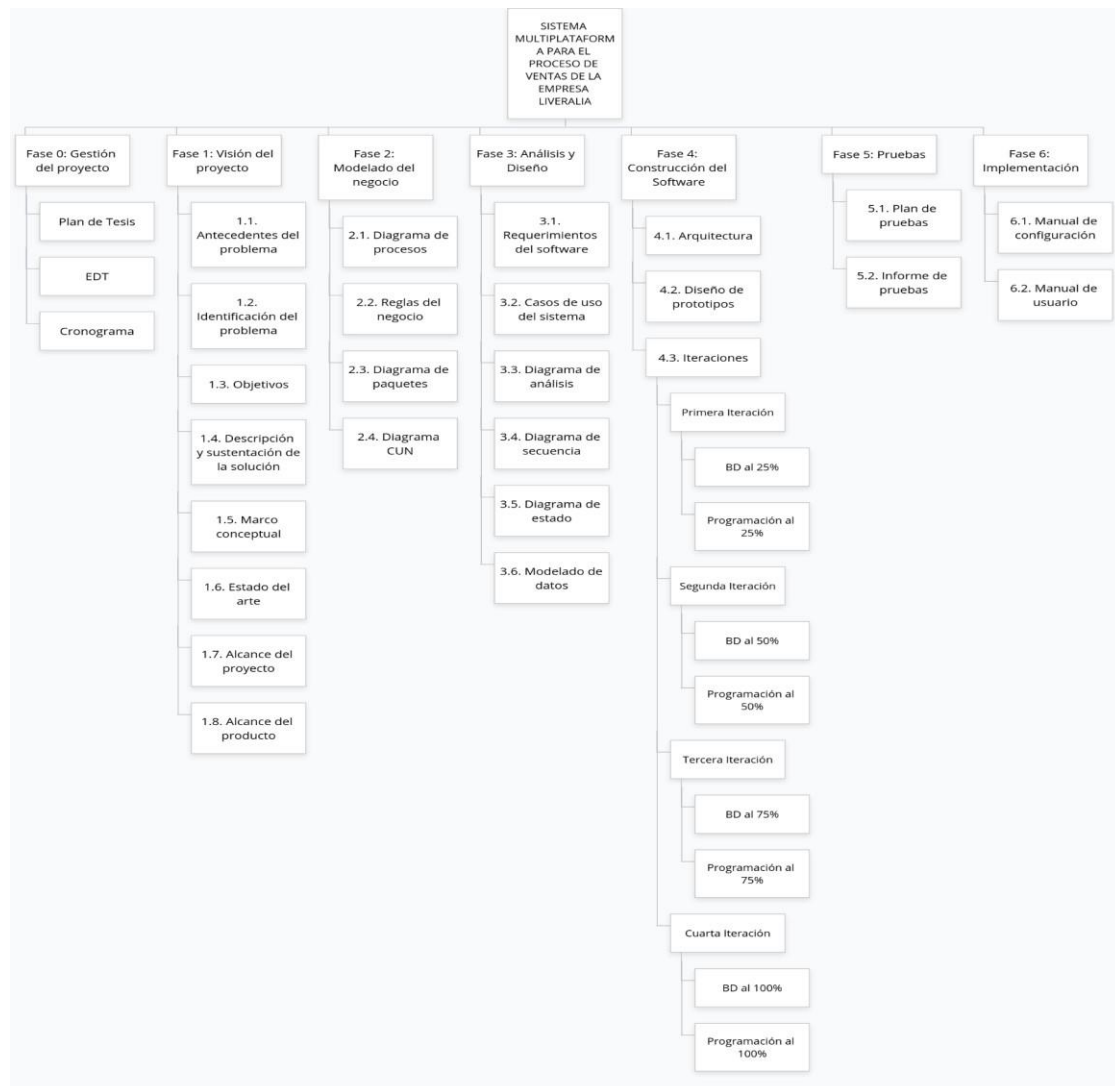 SISTEMA
MULTIPLATAFORM
A PARA EL
PROCESO DE
VENTAS DE LA
EMPRESA
LIVERALIA
Fase 0: Gestión
del proyecto
Plan de Tesis
EDT
Cronograma
Fase 1: Visión del
proyecto
1.1.
Antecedentes del
problema
1.2.
Identificación del
problema
1.3. Objetivos
1.4. Descripción
y sustentación de
la solución
1.5. Marco
conceptual
1.6. Estado del
arte
1.7. Alcance del
proyecto
1.8. Alcance del
producto
Fase 2:
Modelado del
negocio
2.1. Diagrama de
procesos
2.2. Reglas del
negocio
2.3. Diagrama de
paquetes
2.4. Diagrama
CUN
Fase 3: Análisis y
Diseño
3.1.
Requerimientos
del software
3.2. Casos de uso
del sistema
3.3. Diagrama de
análisis
3.4. Diagrama de
secuencia
3.5. Diagrama de
estado
3.6. Modelado de
datos
Fase 4:
Construcción del
Software
4.1. Arquitectura
4.2. Diseño de
prototipos
4.3. Iteraciones
Primera Iteración
BD al 25%
Programación al
25%
Segunda Iteración
BD al 50%
Programación al
50%
Tercera Iteración
BD al 75%
Programación al
75%
Cuarta Iteración
BD al 100%
Programación al
100%
Fase 5: Pruebas
5.1. Plan de
pruebas
5.2. Informe de
pruebas
Fase 6:
Implementación
6.1. Manual de
configuración
6.2. Manual de
usuario